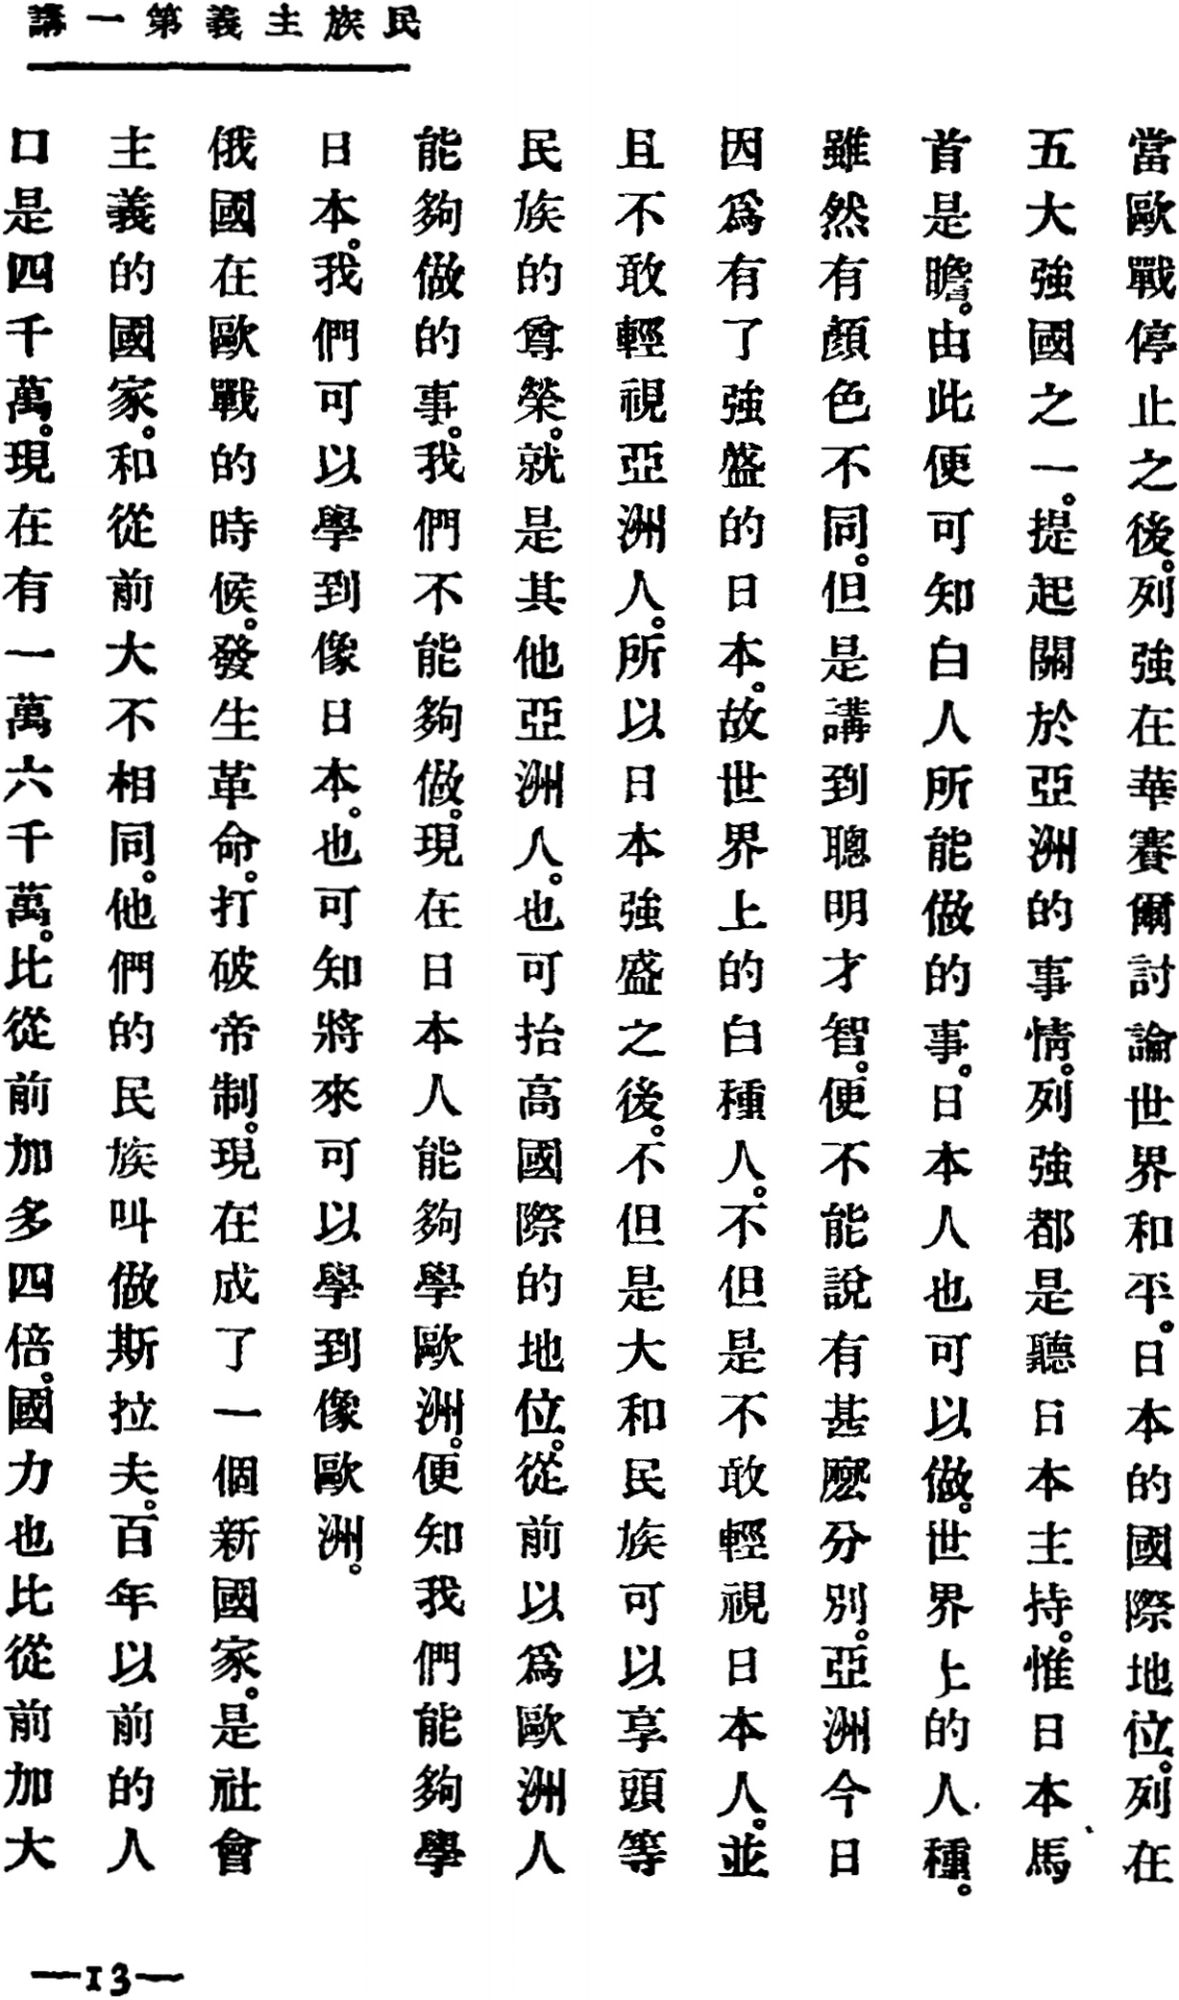 民族主義第一講
當歐戰停止之後。列強在華賽爾討論世界和平。日本的國際地位。列在
五大強國之一。提起關於亞洲的事情。列強都是聽日本主持。惟日本馬
首是瞻。由此便可知白人所能做的事。日本人也可以做。世界上的人種。
雖然有顏色不同。但是講到聰明才智。便不能說有甚麼分別。亞洲今日
因爲有了強盛的日本。故世界上的白種人。不但是不敢輕視日本人。並
且不敢輕視亞洲人。所以日本強盛之後。不但是大和民族可以享頭等
民族的尊榮。就是其他亞洲人。也可抬高國際的地位。從前以爲歐洲人
能夠做的事。我們不能夠做。現在日本人能夠學歐洲。便知我們能夠學
日本。我們可以學到像日本。也可知將來可以學到像歐洲。
俄國在歐戰的時候。發生革命。打破帝制。現在成了一個新國家。是社會
主義的國家。和從前大不相同。他們的民族叫做斯拉夫。百年以前的人
口是四千萬。現在有一萬六千萬。比從前加多四倍。國力也比從前加大
—13—